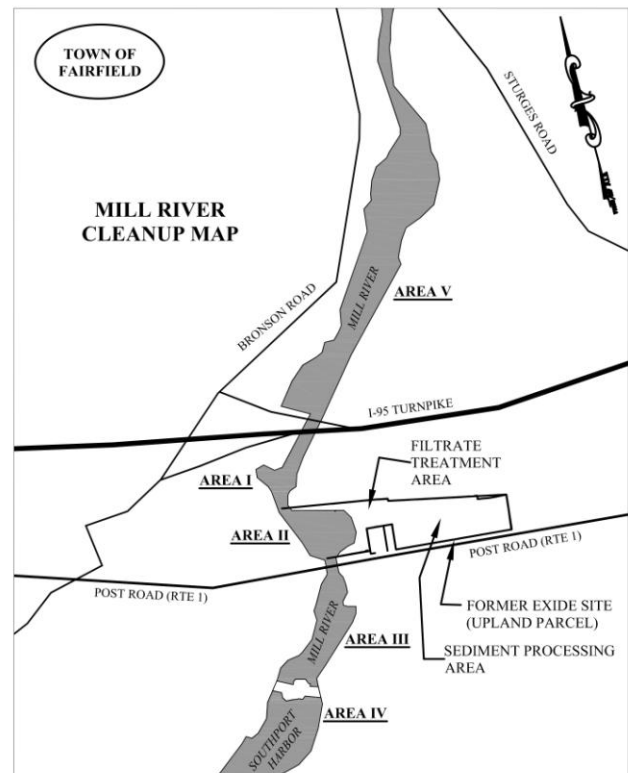 TOWN OF
FAIRFIELD
STURGES ROAD
MILL RIVER
CLEANUP MAP
BRONSON ROAD
MILL RIVER
AREA V
I-95 TURNPIKE
FILTRATE
TREATMENT
AREA
AREA I
AREA II
POST ROAD (RTE 1)
POST ROAD (RTE 1)
FORMER EXIDE SITE
(UPLAND PARCEL)
MILL RIVER
AREA III
SEDIMENT PROCESSING
AREA
AREA IV
SOUTHPORT
HARBOR